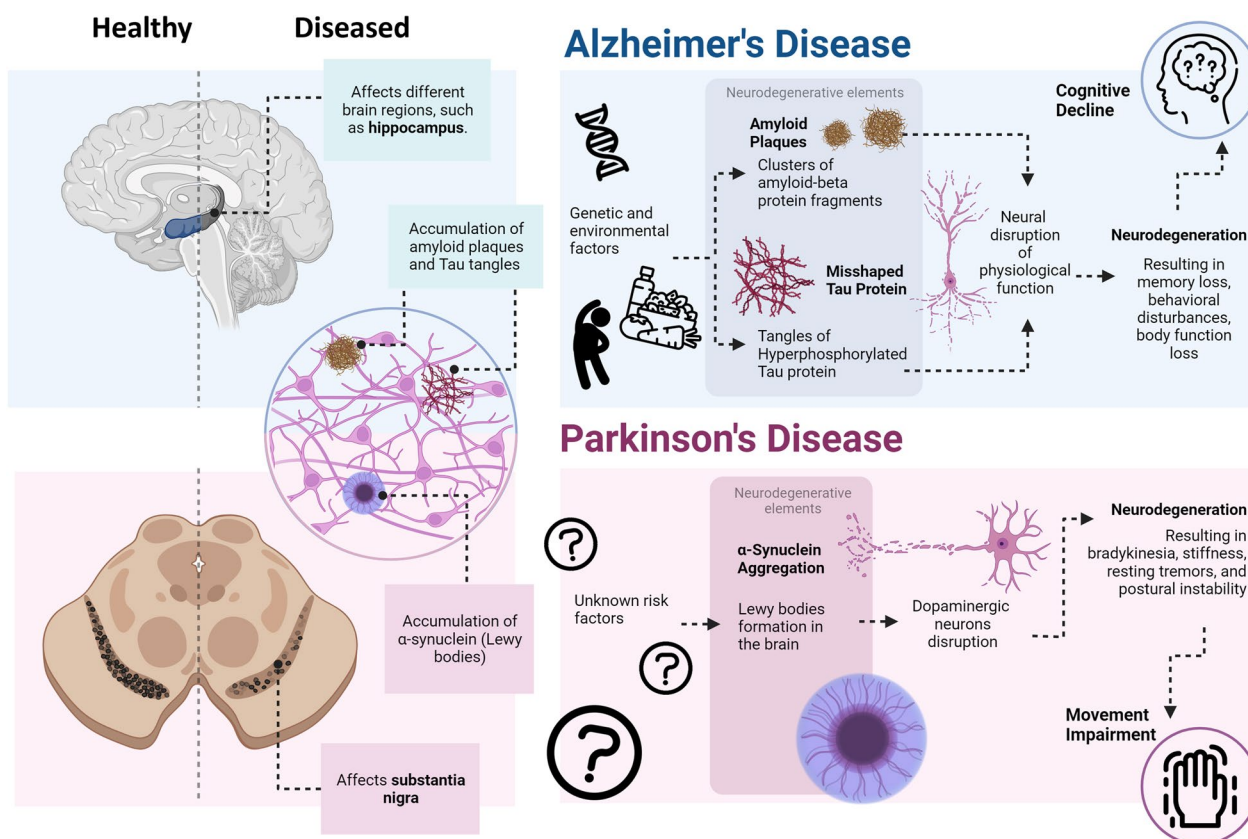 Healthy
Diseased
Affects different
brain regions, such
as hippocampus.
Accumulation of
amyloid plaques
and Tau tangles
Accumulation of
α-synuclein (Lewy
bodies)
Affects substantia
nigra
Alzheimer's Disease
Genetic and
environmental
factors
Neurodegenerative elements
Amyloid
Plaques
Clusters of
amyloid-beta
protein fragments
Misshaped
Tau Protein
Tangles of
Hyperphosphorylated
Tau protein
Neural
disruption
of
physiological
function
Neurodegeneration
Resulting in
memory loss,
behavioral
disturbances,
body function
loss
Cognitive
Decline
? ? ?
Parkinson's Disease
?
Unknown risk
factors
?
?
Neurodegenerative
elements
α-Synuclein
Aggregation
Lewy bodies
formation in
the brain
Dopaminergic
neurons
disruption
Neurodegeneration
Resulting in
bradykinesia, stiffness,
resting tremors, and
postural instability
Movement
Impairment